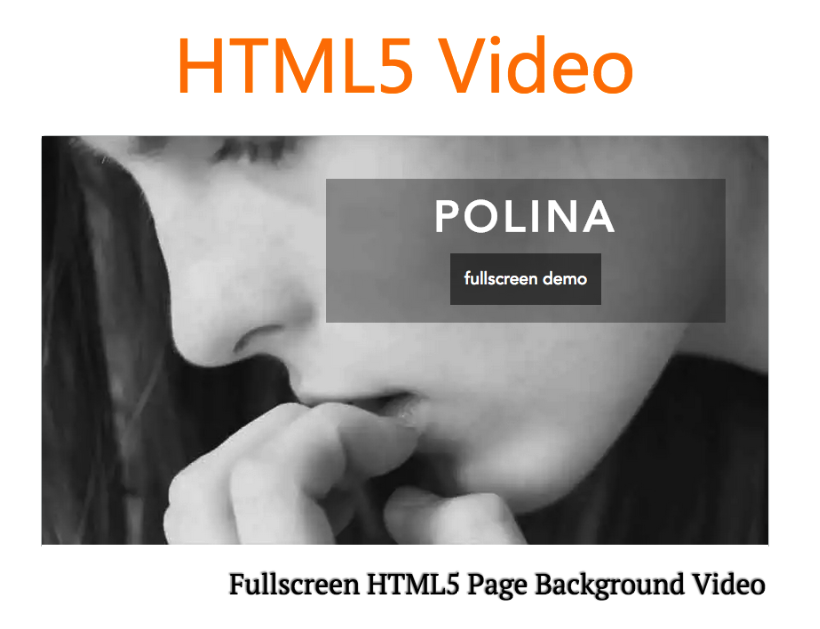 HTML5 Video
POLINA
fullscreen demo
Fullscreen HTML5 Page Background Video